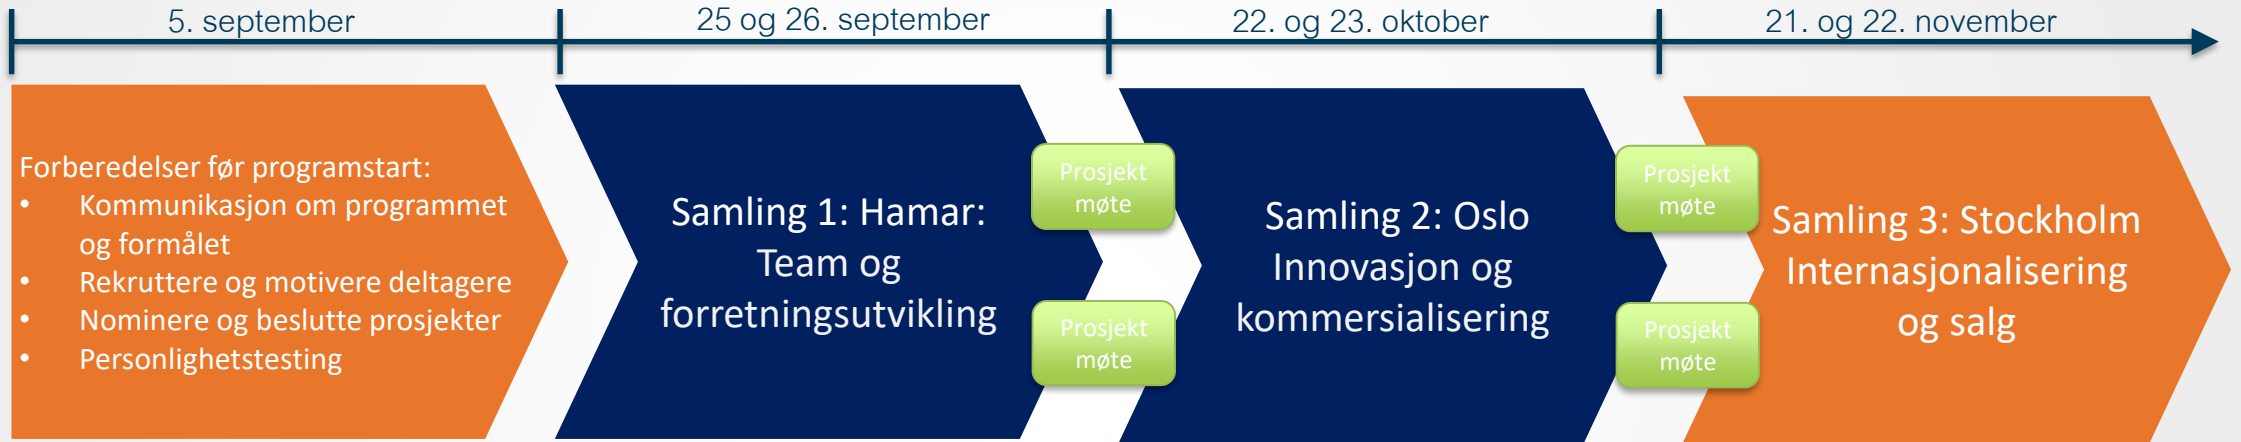 5. september
25 og 26. september
22. og 23. oktober
21. og 22. november
Forberedelser før programstart:
• Kommunikasjon om programmet
og formålet
• Rekruttere og motivere deltagere
• Nominere og beslutte prosjekter
• Personlighetstesting
Samling 1: Hamar:
Team og
forretningsutvikling
Prosjekt
møte
Prosjekt
møte
Samling 2: Oslo
Innovasjon og
kommersialisering
Prosjekt
møte
Prosjekt
møte
Samling 3: Stockholm
Internasjonalisering
og salg